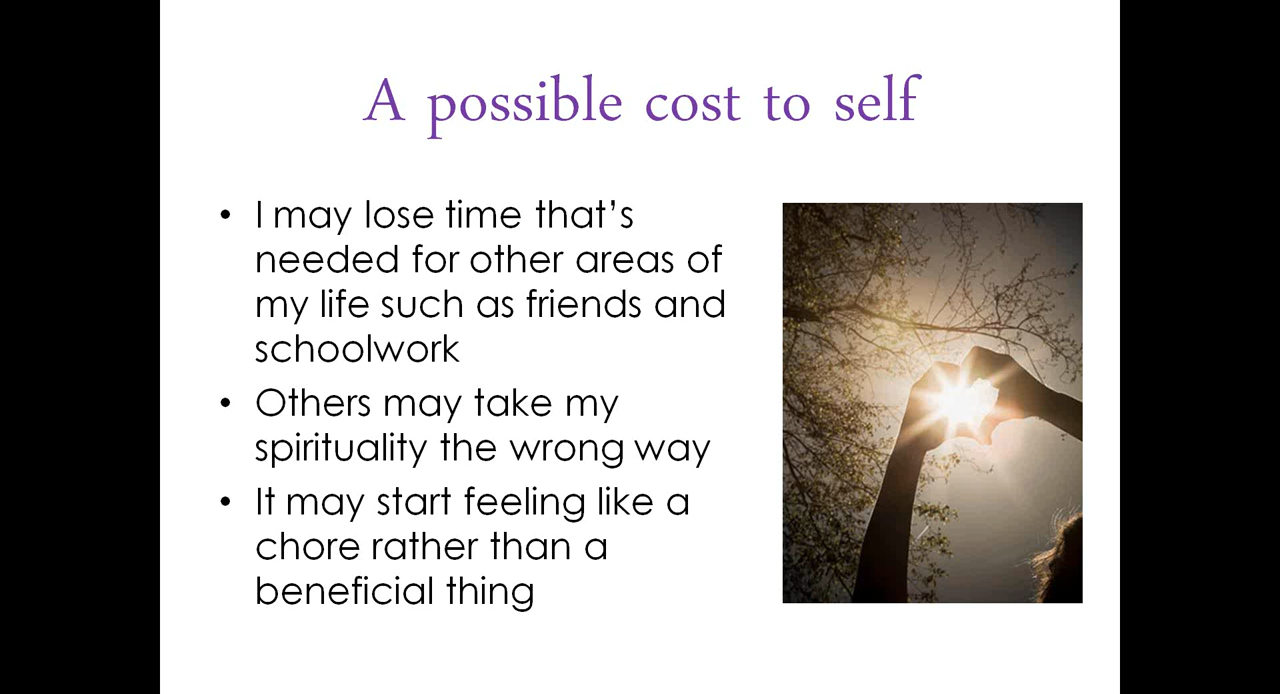 A possible cost to self
• I may lose time that’s
needed for other areas of
my life such as friends and
schoolwork
• Others may take my
spirituality the wrong way
• It may start feeling like a
chore rather than a
beneficial thing